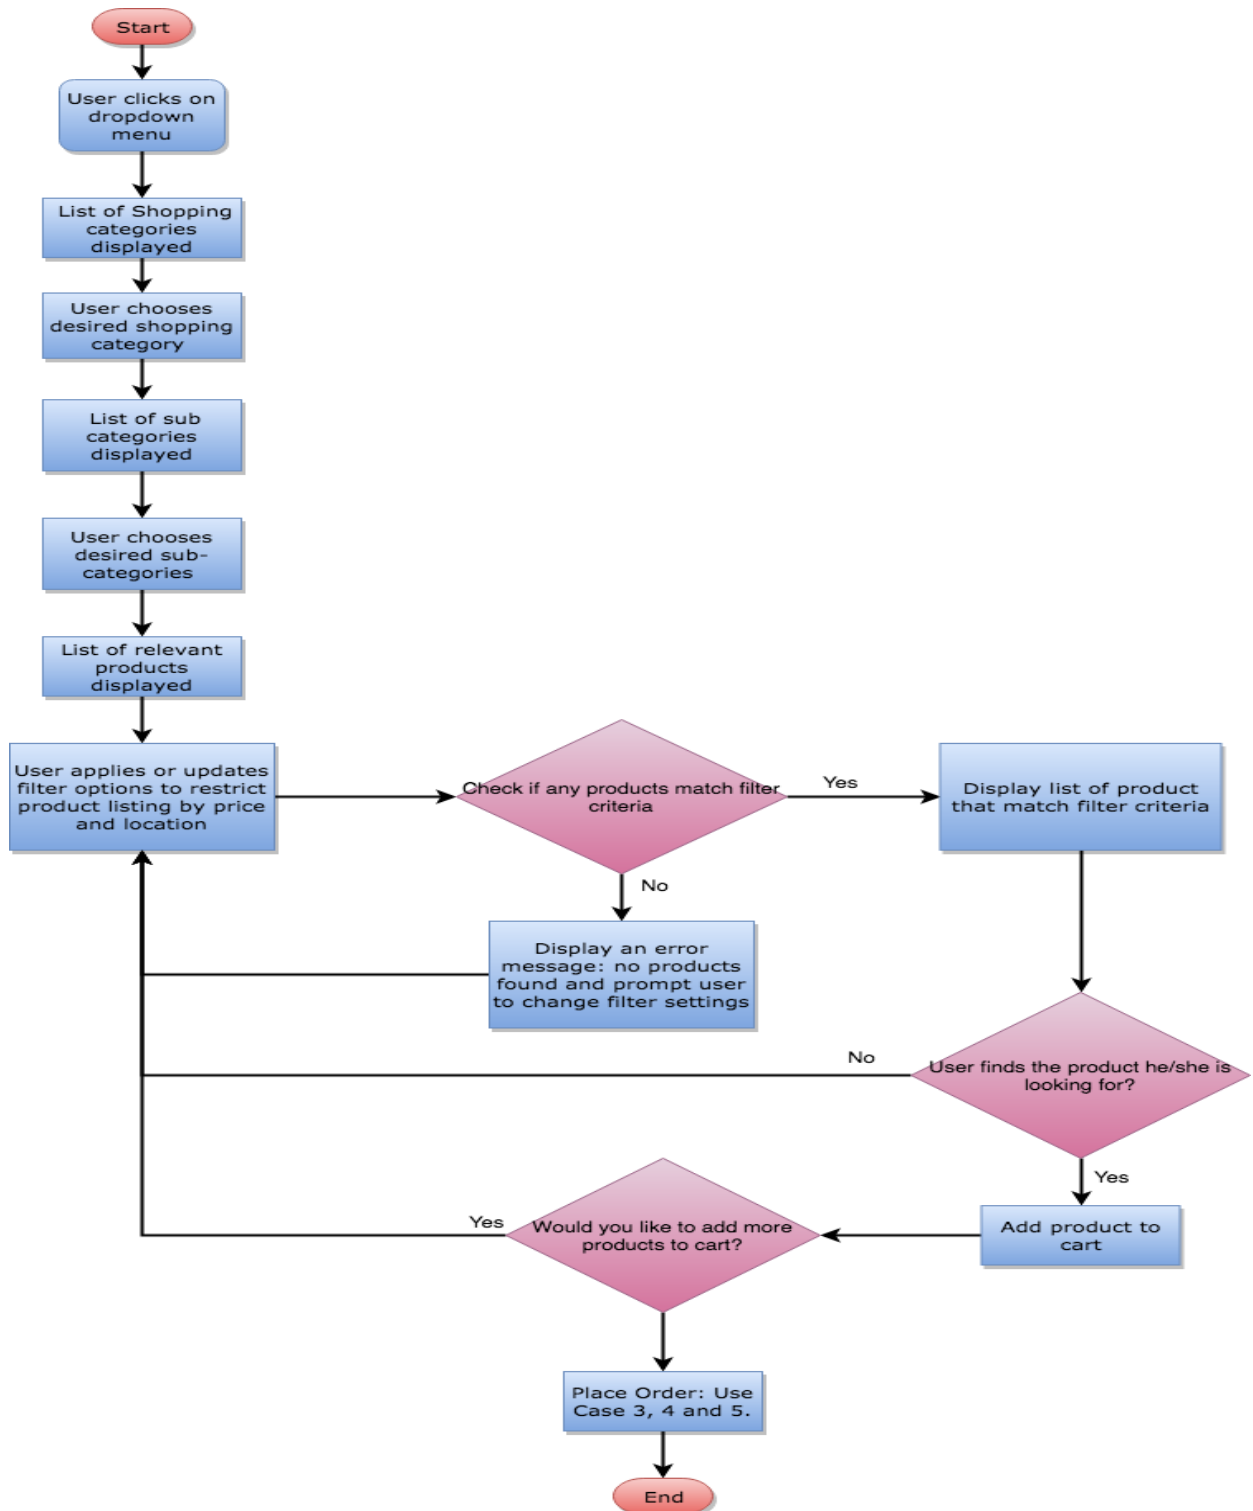 Start
User clicks on
dropdown
menu
List of Shopping
categories
displayed
User chooses
desired shopping
category
List of sub
categories
displayed
User chooses
desired sub-
categories
List of relevant
products
displayed
User applies or updates
filter options to restrict
product listing by price
and location
Check if any products match filter
criteria
Yes
Display list of product
that match filter criteria
No
Display an error
message: no products
found and prompt user
to change filter settings
No
User finds the product he/she is
looking for?
Yes
Add product to
cart
Yes
Would you like to add more
products to cart?
Place Order: Use
Case 3, 4 and 5.
End